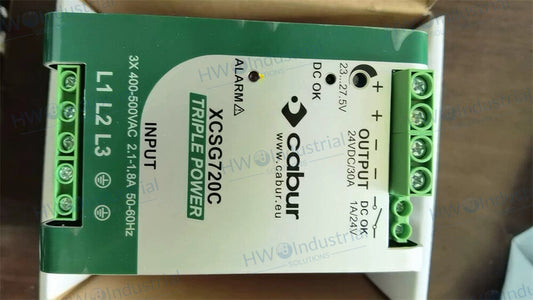 L1 L2 L3
3X 400-500VAC 2.1-1.8A 50-60Hz
INPUT
XCSG720C
TRIPLE POWER
ALARM
cabur
www.cabur.eu
DC OK
23...27.5V
+ + - -
OUTPUT
24VDC/30A
DC OK
1A/24V
HW Industrial
SOLUTIONS